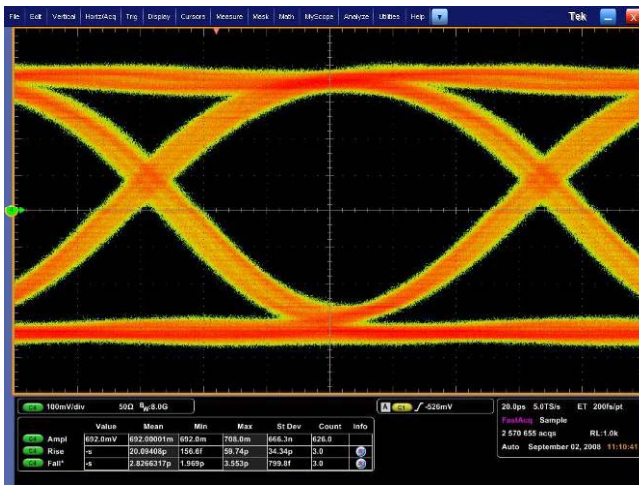 File Edit Vertical Horiz/Acq Trig Display Cursors Measure Mask Math MyScope Analyze Utilities Help Tek
C4 100mV/div 50Ω BW:8.0G
A C1 -526mV
20.0ps 5.0TS/s ET 200fs/pt
FastAcq Sample
2 570 655 acqs RL:1.0k
Auto September 02, 2008 11:10:41
Value Mean Min Max St Dev Count Info
C4 Ampl 692.0mV 692.00001m 692.0m 708.0m 666.3n 626.0
C4 Rise -s 20.09408p 156.6f 59.74p 34.34p 3.0
C4 Fall* -s 2.8266317p 1.969p 3.553p 799.8f 3.0